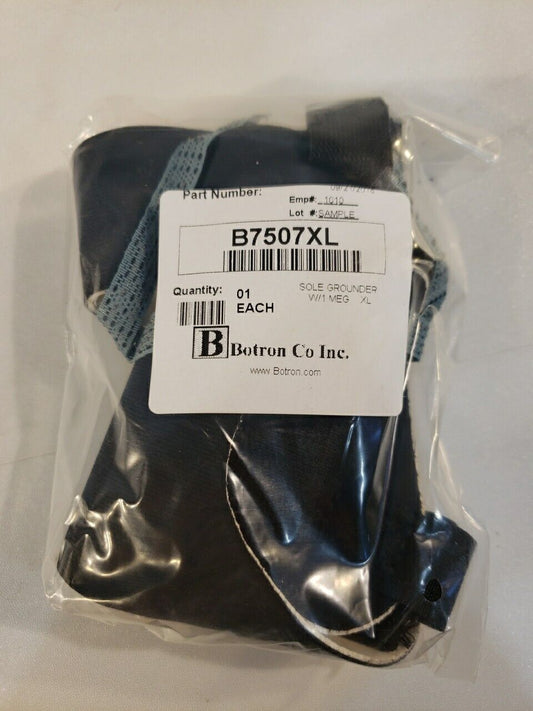 Part Number:
Emp#: 1010
Lot #: SAMPLE
B7507XL
Quantity: 01
EACH
SOLE GROUNDER
W/1 MEG XL
B Botron Co Inc.
www Botron.com